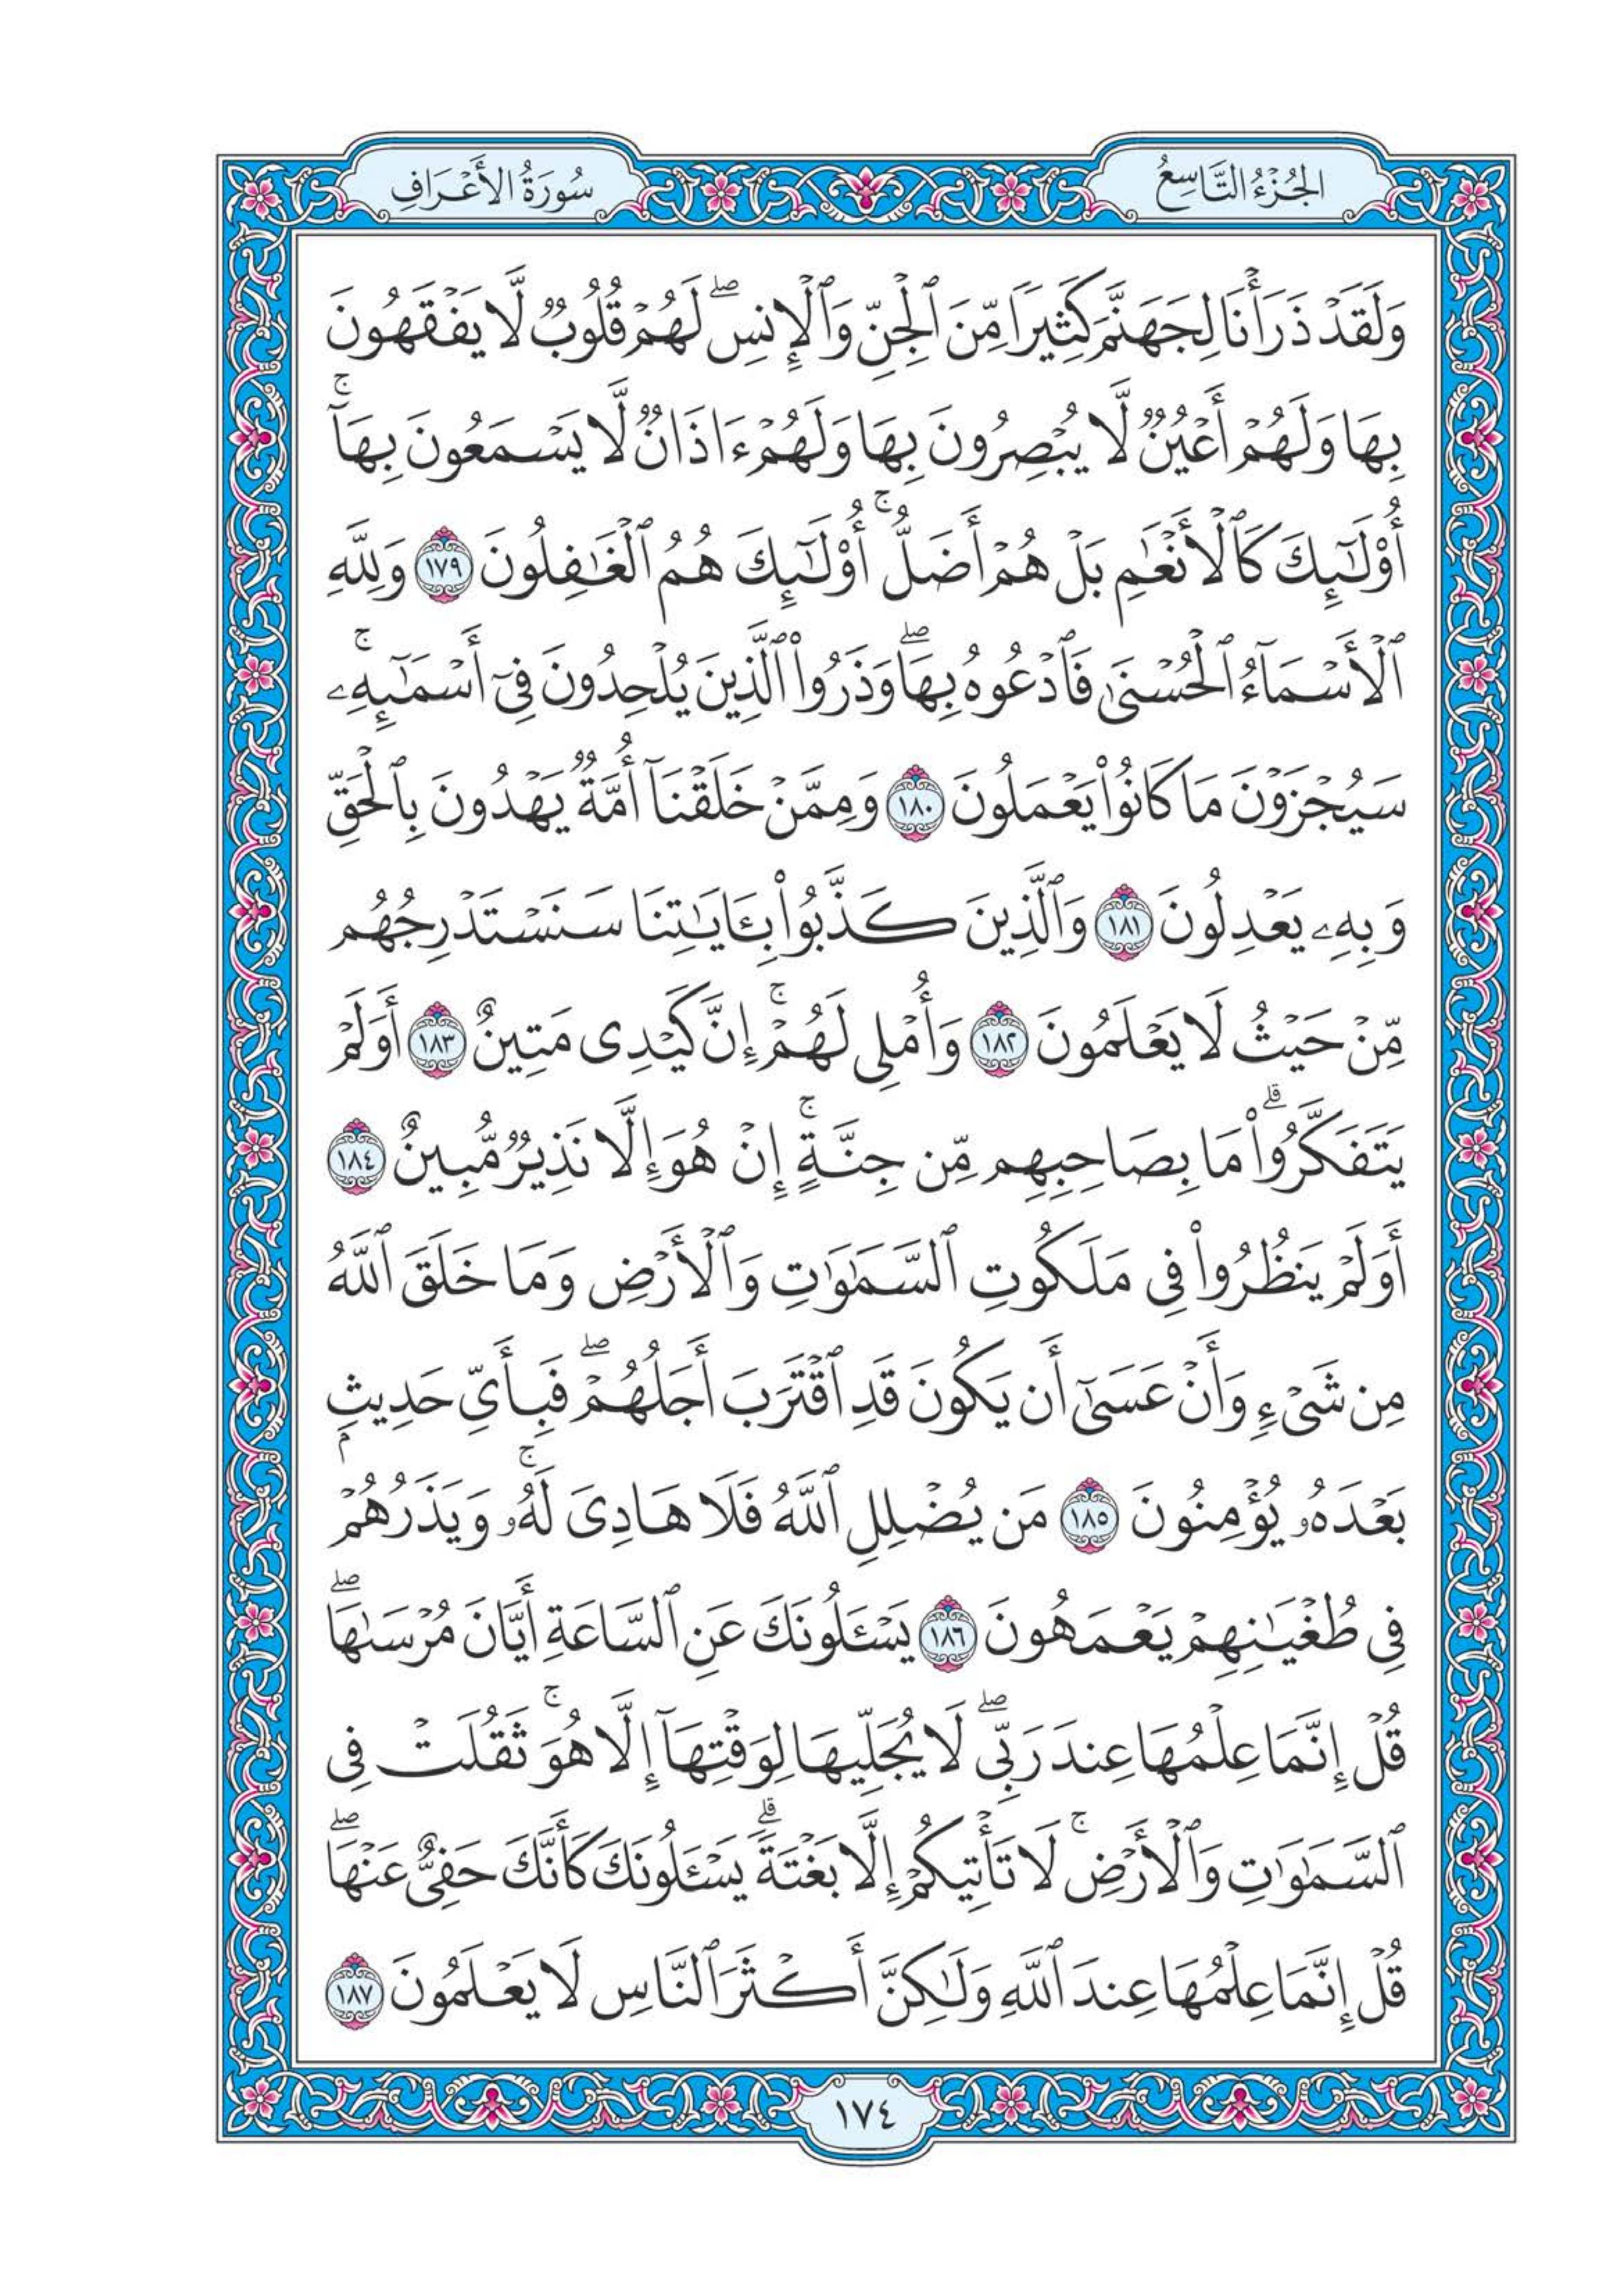 سُورَةُ الأَعْرَافِ
الجُزْءُ التَّاسِعُ
وَلَقَدْ ذَرَأْنَا لِجَهَنَّمَ كَثِيرًا مِّنَ ٱلْجِنِّ وَٱلْإِنسِ ۖ لَهُمْ قُلُوبٌ لَّا يَفْقَهُونَ
بِهَا وَلَهُمْ أَعْيُنٌ لَّا يُبْصِرُونَ بِهَا وَلَهُمْ ءَاذَانٌ لَّا يَسْمَعُونَ بِهَآ ۚ
أُو۟لَـٰٓئِكَ كَٱلْأَنْعَـٰمِ بَلْ هُمْ أَضَلُّ ۚ أُو۟لَـٰٓئِكَ هُمُ ٱلْغَـٰفِلُونَ ١٧٩ وَلِلَّهِ
ٱلْأَسْمَآءُ ٱلْحُسْنَىٰ فَٱدْعُوهُ بِهَا ۖ وَذَرُوا۟ ٱلَّذِينَ يُلْحِدُونَ فِىٓ أَسْمَـٰٓئِهِۦ ۚ
سَيُجْزَوْنَ مَا كَانُوا۟ يَعْمَلُونَ ١٨٠ وَمِمَّنْ خَلَقْنَآ أُمَّةٌ يَهْدُونَ بِٱلْحَقِّ
وَبِهِۦ يَعْدِلُونَ ١٨١ وَٱلَّذِينَ كَذَّبُوا۟ بِـَٔايَـٰتِنَا سَنَسْتَدْرِجُهُم
مِّنْ حَيْثُ لَا يَعْلَمُونَ ١٨٢ وَأُمْلِى لَهُمْ ۚ إِنَّ كَيْدِى مَتِينٌ ١٨٣ أَوَلَمْ
يَتَفَكَّرُوا۟ ۗ مَا بِصَاحِبِهِم مِّن جِنَّةٍ ۚ إِنْ هُوَ إِلَّا نَذِيرٌ مُّبِينٌ ١٨٤
أَوَلَمْ يَنظُرُوا۟ فِى مَلَكُوتِ ٱلسَّمَـٰوَٰتِ وَٱلْأَرْضِ وَمَا خَلَقَ ٱللَّهُ
مِن شَىْءٍ وَأَنْ عَسَىٰٓ أَن يَكُونَ قَدِ ٱقْتَرَبَ أَجَلُهُمْ ۖ فَبِأَىِّ حَدِيثٍۭ
بَعْدَهُۥ يُؤْمِنُونَ ١٨٥ مَن يُضْلِلِ ٱللَّهُ فَلَا هَادِىَ لَهُۥ ۚ وَيَذَرُهُمْ
فِى طُغْيَـٰنِهِمْ يَعْمَهُونَ ١٨٦ يَسْـَٔلُونَكَ عَنِ ٱلسَّاعَةِ أَيَّانَ مُرْسَىٰهَا ۖ
قُلْ إِنَّمَا عِلْمُهَا عِندَ رَبِّى ۖ لَا يُجَلِّيهَا لِوَقْتِهَآ إِلَّا هُوَ ۚ ثَقُلَتْ فِى
ٱلسَّمَـٰوَٰتِ وَٱلْأَرْضِ ۚ لَا تَأْتِيكُمْ إِلَّا بَغْتَةً ۗ يَسْـَٔلُونَكَ كَأَنَّكَ حَفِىٌّ عَنْهَا ۖ
قُلْ إِنَّمَا عِلْمُهَا عِندَ ٱللَّهِ وَلَـٰكِنَّ أَكْثَرَ ٱلنَّاسِ لَا يَعْلَمُونَ ١٨٧
١٧٤